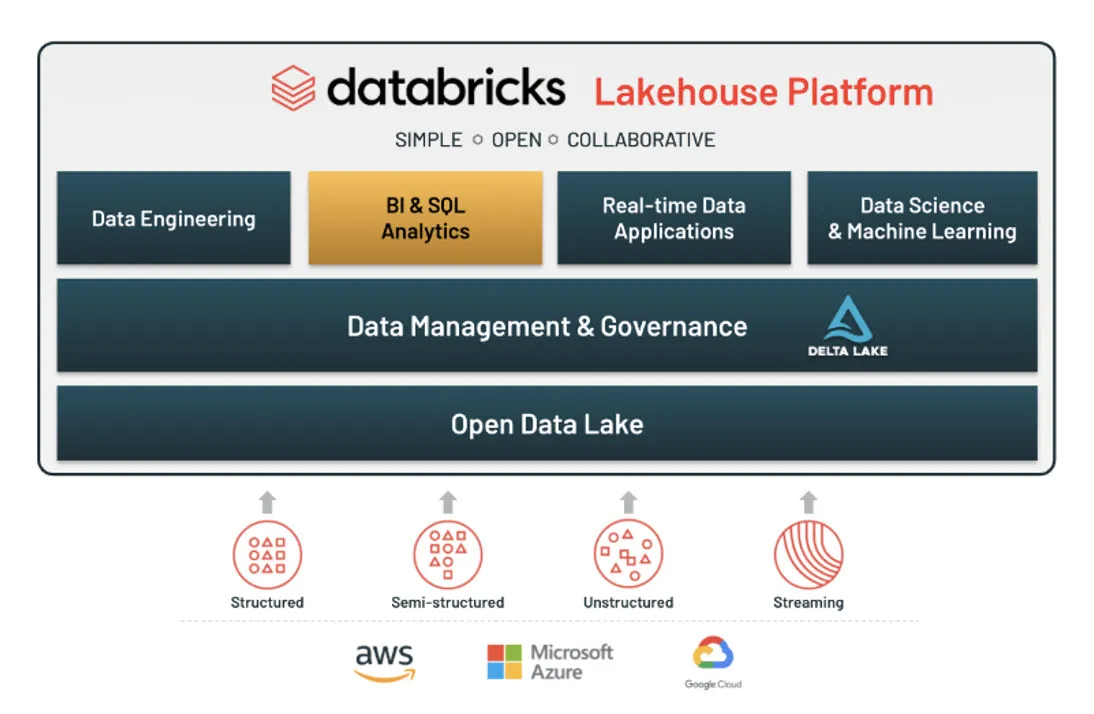 databricks Lakehouse Platform
SIMPLE OPEN COLLABORATIVE
Data Engineering
BI & SQL
Analytics
Real-time Data
Applications
Data Science
& Machine Learning
Data Management & Governance
DELTA LAKE
Open Data Lake
Structured
Semi-structured
Unstructured
Streaming
aws
Microsoft
Azure
Google Cloud